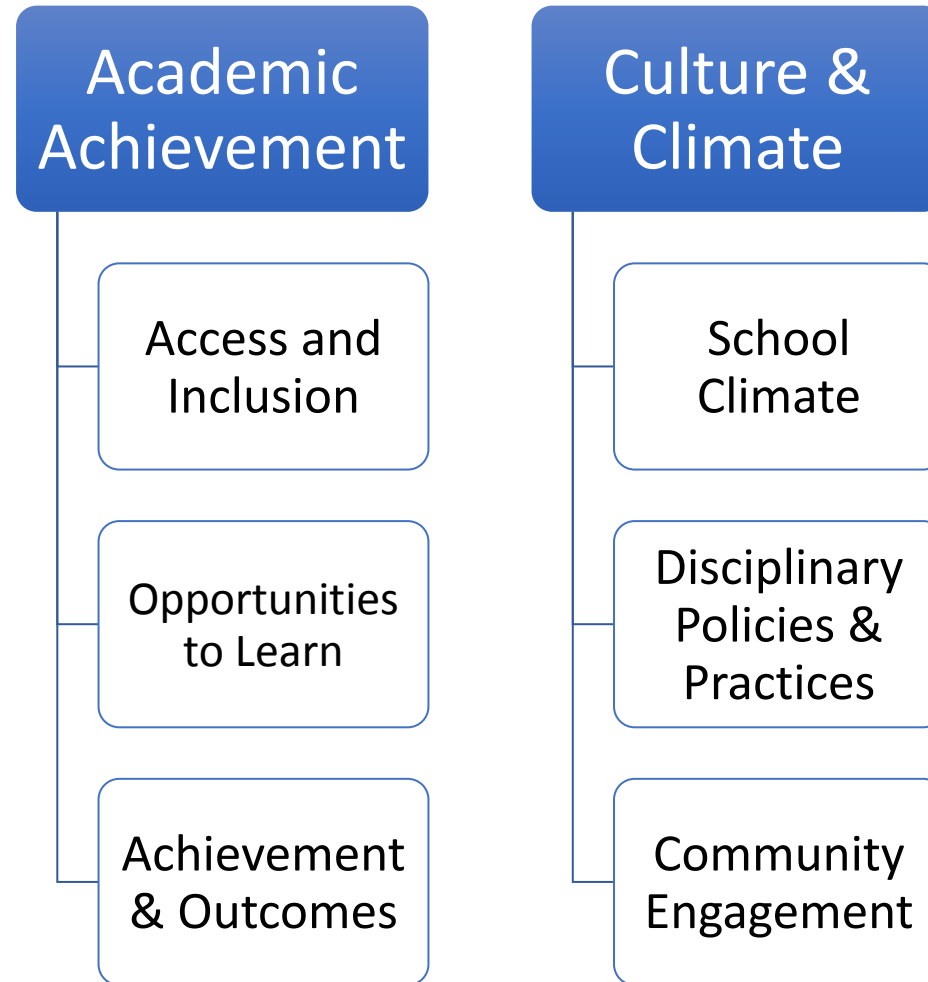 Academic
Achievement
Access and
Inclusion
Opportunities
to Learn
Achievement
& Outcomes
Culture &
Climate
School
Climate
Disciplinary
Policies &
Practices
Community
Engagement